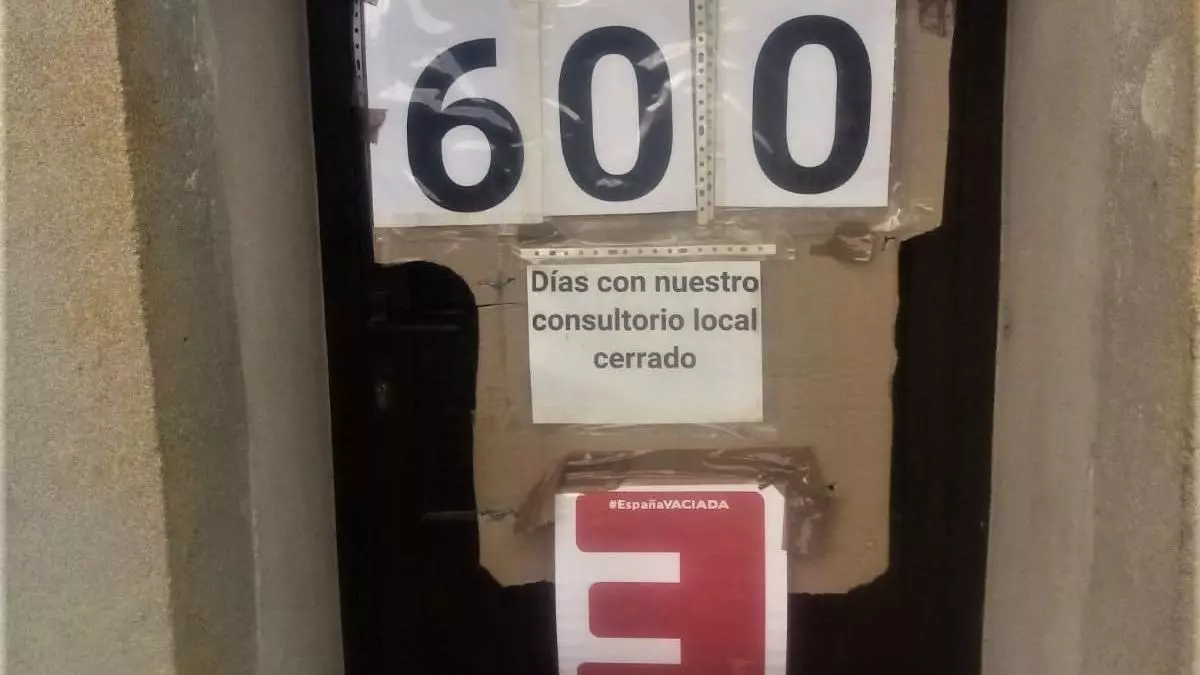 600
Días con nuestro
consultorio local
cerrado
#EspañaVACIADA
E